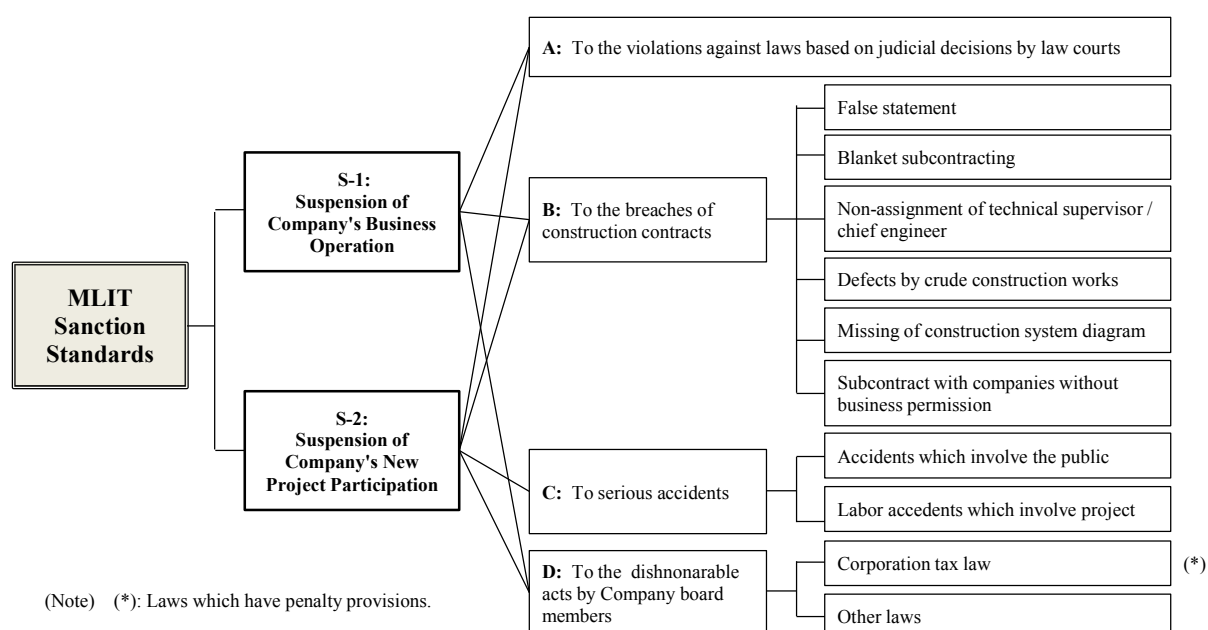 MLIT
Sanction
Standards
S-1:
Suspension of
Company's Business
Operation
S-2:
Suspension of
Company's New
Project Participation
A: To the violations against laws based on judicial decisions by law courts
B: To the breaches of
construction contracts
False statement
Blanket subcontracting
Non-assignment of technical supervisor /
chief engineer
Defects by crude construction works
Missing of construction system diagram
Subcontract with companies without
business permission
C: To serious accidents
Accidents which involve the public
Labor accedents which involve project
D: To the dishnonarable
acts by Company board
members
Corporation tax law
(*)
Other laws
(Note) (*): Laws which have penalty provisions.